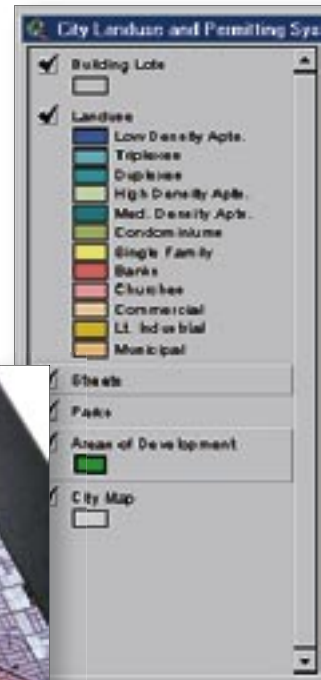 City Landuse and Permitting Sys
Building Lots
Landuse
Low Density Apts.
Triplexes
Duplexes
High Density Apts.
Med. Density Apts.
Condominiums
Single Family
Banks
Churches
Commercial
Lt. Industrial
Municipal
Streets
Parks
Areas of Development
City Map